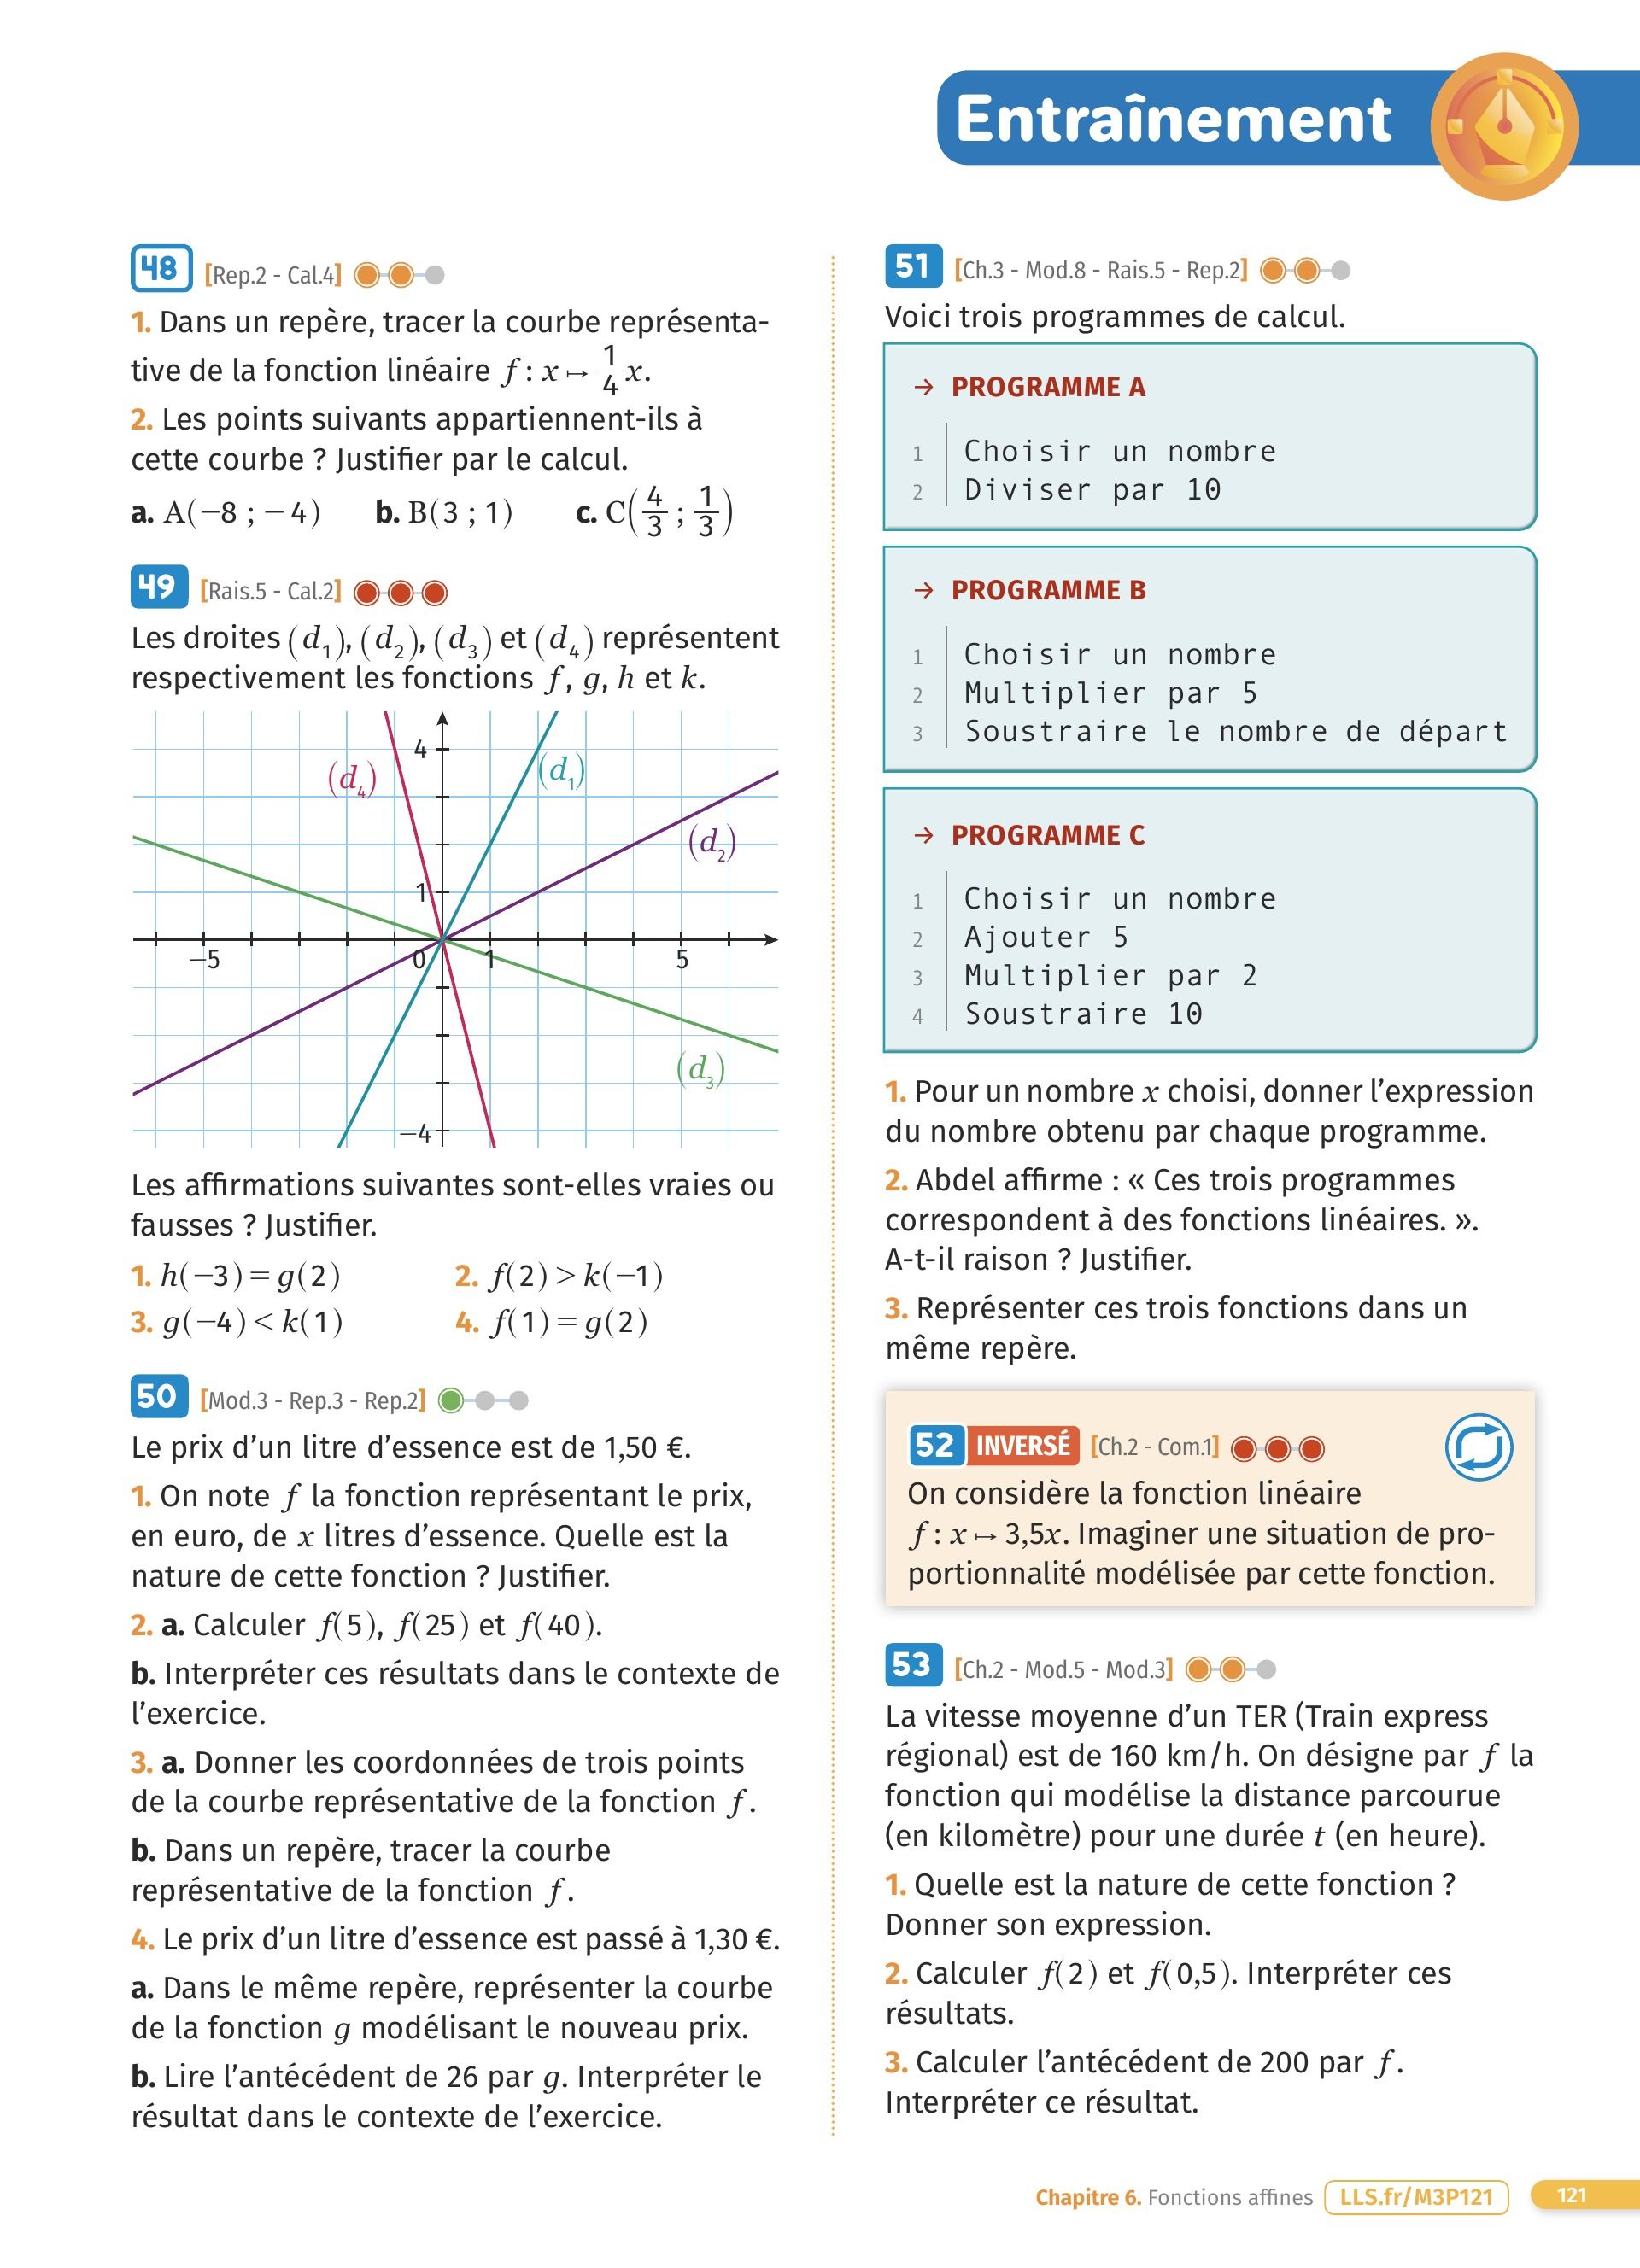 Entraînement
48 [Rep.2 - Cal.4]
1. Dans un repère, tracer la courbe représenta-
tive de la fonction linéaire f : x ↦ 1/4 x.
2. Les points suivants appartiennent-ils à
cette courbe ? Justifier par le calcul.
a. A(−8 ; −4) b. B(3 ; 1) c. C(4/3 ; 1/3)
49 [Rais.5 - Cal.2]
Les droites (d₁), (d₂), (d₃) et (d₄) représentent
respectivement les fonctions f, g, h et k.
4
(d₄)
(d₁)
(d₂)
1
−5
0
1
5
(d₃)
−4
Les affirmations suivantes sont-elles vraies ou
fausses ? Justifier.
1. h(−3) = g(2) 2. f(2) > k(−1)
3. g(−4) < k(1) 4. f(1) = g(2)
50 [Mod.3 - Rep.3 - Rep.2]
Le prix d’un litre d’essence est de 1,50 €.
1. On note f la fonction représentant le prix,
en euro, de x litres d’essence. Quelle est la
nature de cette fonction ? Justifier.
2. a. Calculer f(5), f(25) et f(40).
b. Interpréter ces résultats dans le contexte de
l’exercice.
3. a. Donner les coordonnées de trois points
de la courbe représentative de la fonction f.
b. Dans un repère, tracer la courbe
représentative de la fonction f.
4. Le prix d’un litre d’essence est passé à 1,30 €.
a. Dans le même repère, représenter la courbe
de la fonction g modélisant le nouveau prix.
b. Lire l’antécédent de 26 par g. Interpréter le
résultat dans le contexte de l’exercice.
51 [Ch.3 - Mod.8 - Rais.5 - Rep.2]
Voici trois programmes de calcul.
→ PROGRAMME A
1 Choisir un nombre
2 Diviser par 10
→ PROGRAMME B
1 Choisir un nombre
2 Multiplier par 5
3 Soustraire le nombre de départ
→ PROGRAMME C
1 Choisir un nombre
2 Ajouter 5
3 Multiplier par 2
4 Soustraire 10
1. Pour un nombre x choisi, donner l’expression
du nombre obtenu par chaque programme.
2. Abdel affirme : « Ces trois programmes
correspondent à des fonctions linéaires. ».
A-t-il raison ? Justifier.
3. Représenter ces trois fonctions dans un
même repère.
52 INVERSÉ [Ch.2 - Com.1]
On considère la fonction linéaire
f : x ↦ 3,5x. Imaginer une situation de pro-
portionnalité modélisée par cette fonction.
53 [Ch.2 - Mod.5 - Mod.3]
La vitesse moyenne d’un TER (Train express
régional) est de 160 km/h. On désigne par f la
fonction qui modélise la distance parcourue
(en kilomètre) pour une durée t (en heure).
1. Quelle est la nature de cette fonction ?
Donner son expression.
2. Calculer f(2) et f(0,5). Interpréter ces
résultats.
3. Calculer l’antécédent de 200 par f.
Interpréter ce résultat.
Chapitre 6. Fonctions affines LLS.fr/M3P121 121